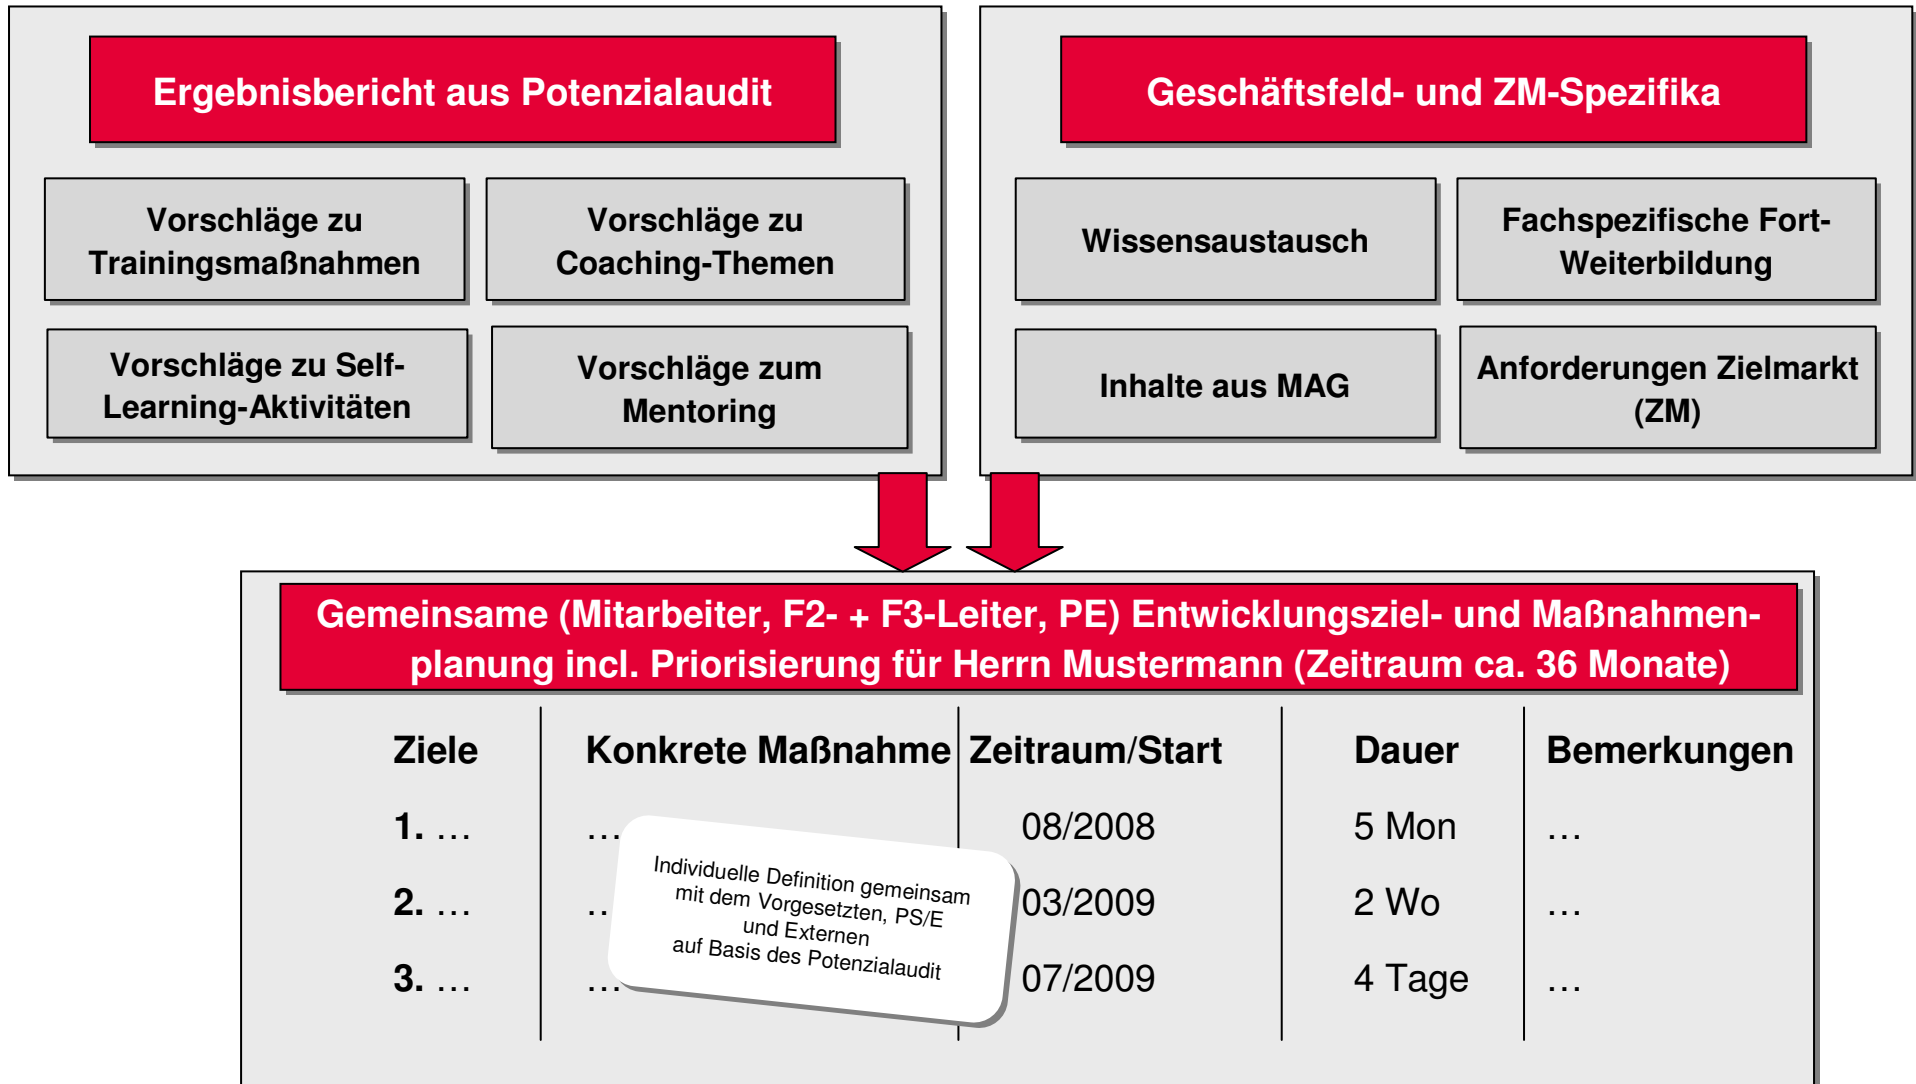 Ergebnisbericht aus Potenzialaudit
Vorschläge zu
Trainingsmaßnahmen
Vorschläge zu
Coaching-Themen
Vorschläge zu Self-
Learning-Aktivitäten
Vorschläge zum
Mentoring
Geschäftsfeld- und ZM-Spezifika
Wissensaustausch
Fachspezifische Fort-
Weiterbildung
Inhalte aus MAG
Anforderungen Zielmarkt
(ZM)
Gemeinsame (Mitarbeiter, F2- + F3-Leiter, PE) Entwicklungsziel- und Maßnahmen-
planung incl. Priorisierung für Herrn Mustermann (Zeitraum ca. 36 Monate)
Ziele Konkrete Maßnahme Zeitraum/Start Dauer Bemerkungen
1. … … 08/2008 5 Mon …
2. … … 03/2009 2 Wo …
3. … … 07/2009 4 Tage …
Individuelle Definition gemeinsam
mit dem Vorgesetzten, PS/E
und Externen
auf Basis des Potenzialaudit